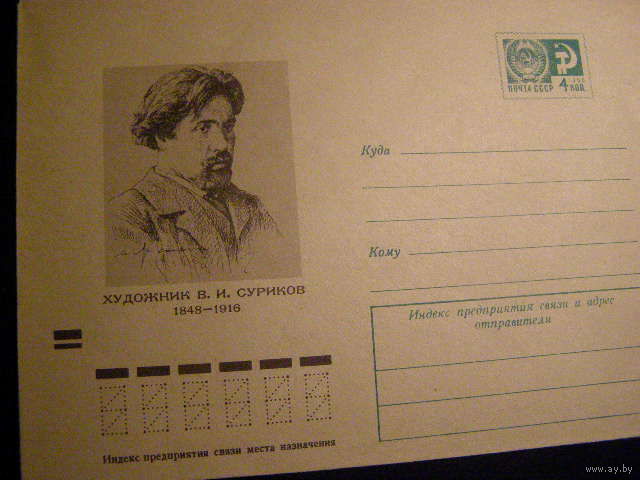 ПОЧТА СССР
4 КОП
Куда
Кому
ХУДОЖНИК В. И. СУРИКОВ
1848—1916
Индекс предприятия связи и адрес
отправителя
Индекс предприятия связи места назначения
www.ay.by